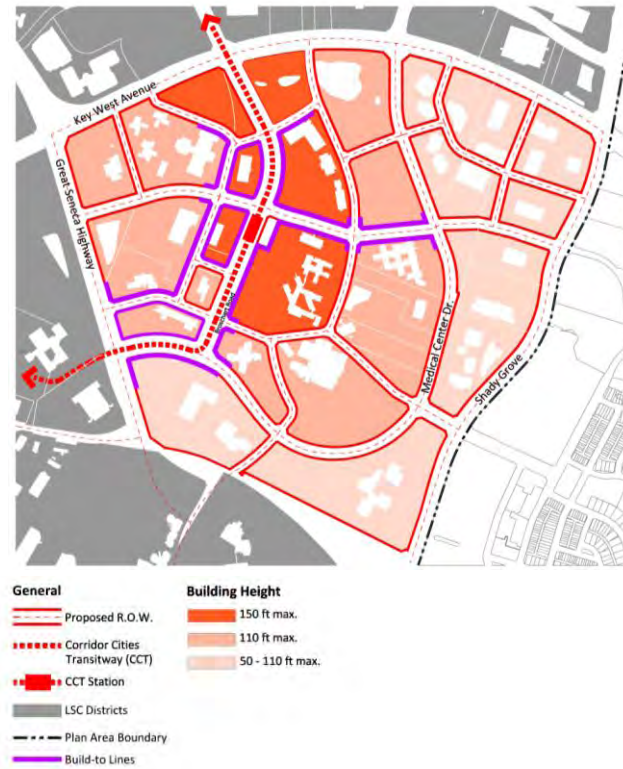 Key West Avenue
Great Seneca Highway
Medical Center Dr.
Shady Grove
General
Proposed R.O.W.
Corridor Cities
Transitway (CCT)
CCT Station
LSC Districts
Plan Area Boundary
Build-to Lines
Building Height
150 ft max.
110 ft max.
50 - 110 ft max.